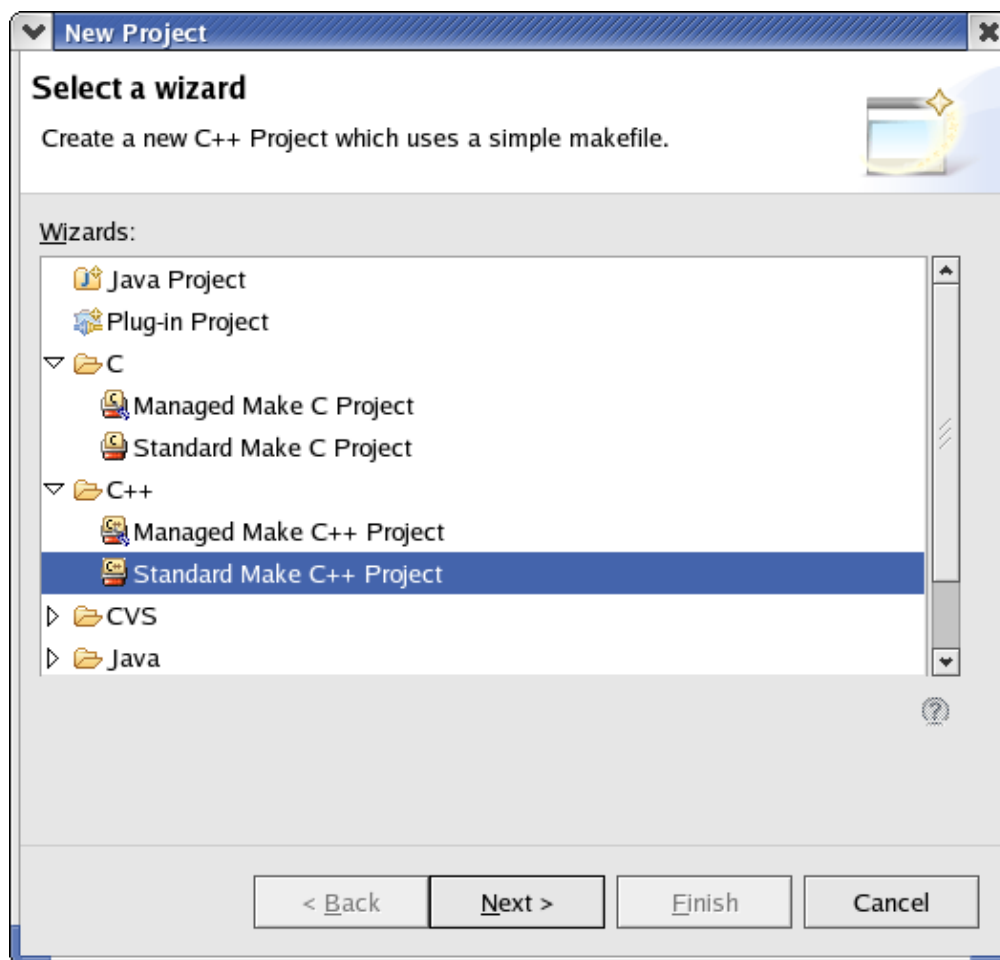 New Project
Select a wizard
Create a new C++ Project which uses a simple makefile.
Wizards:
Java Project
Plug-in Project
C
Managed Make C Project
Standard Make C Project
C++
Managed Make C++ Project
Standard Make C++ Project
CVS
Java
?
< Back Next > Finish Cancel